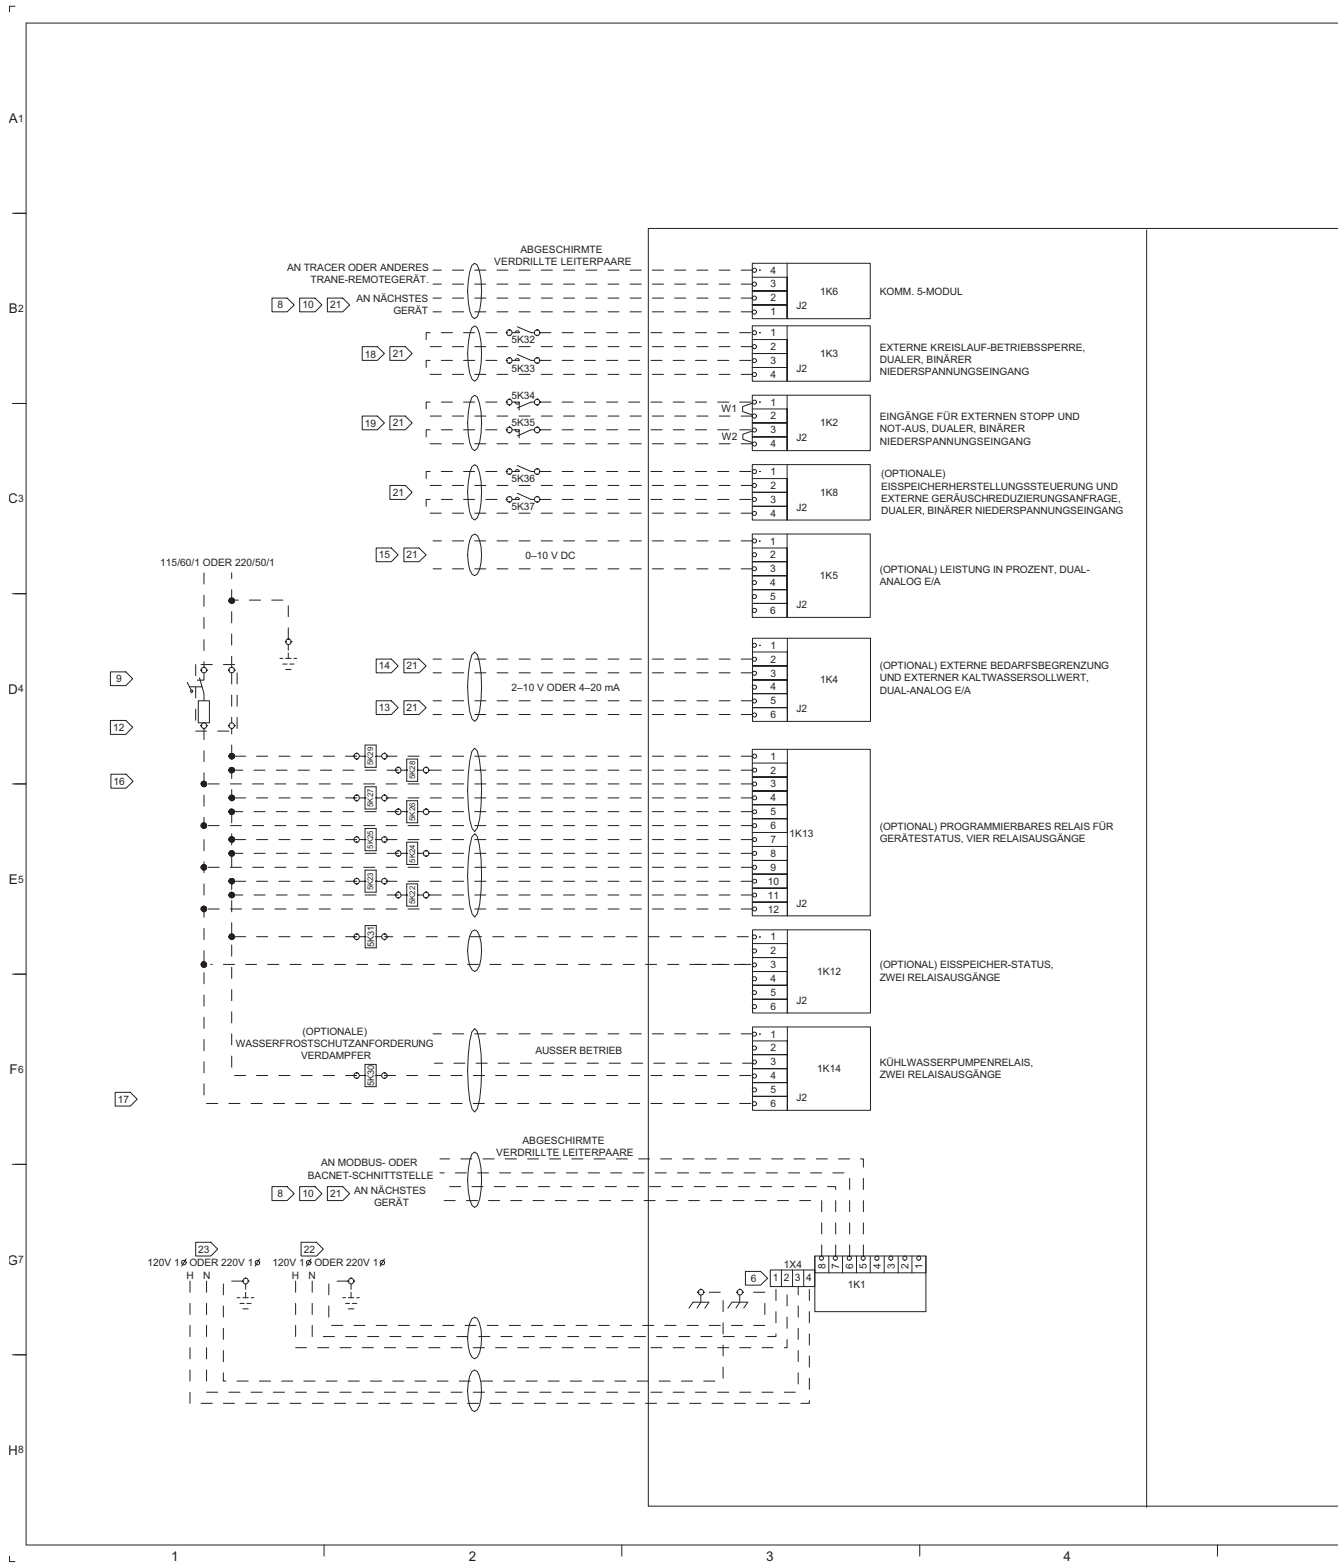 A1
ABGESCHIRMTE
VERDRILLTE LEITERPAARE
AN TRACER ODER ANDERES
TRANE-REMOTEGERÄT.
8 10 21 AN NÄCHSTES
GERÄT
4
3
2
1
1K6
J2
KOMM. 5-MODUL
B2
18 21
5K32
5K33
1
2
3
4
1K3
J2
EXTERNE KREISLAUF-BETRIEBSSPERRE,
DUALER, BINÄRER
NIEDERSPANNUNGSEINGANG
19 21
5K34
5K35
W1
W2
1
2
3
4
1K2
J2
EINGÄNGE FÜR EXTERNEN STOPP UND
NOT-AUS, DUALER, BINÄRER
NIEDERSPANNUNGSEINGANG
C3
21
5K36
5K37
1
2
3
4
1K8
J2
(OPTIONALE)
EISSPEICHERHERSTELLUNGSSTEUERUNG UND
EXTERNE GERÄUSCHREDUZIERUNGSANFRAGE,
DUALER, BINÄRER NIEDERSPANNUNGSEINGANG
15 21
0–10 V DC
1
2
3
4
5
6
1K5
J2
(OPTIONAL) LEISTUNG IN PROZENT, DUAL-
ANALOG E/A
115/60/1 ODER 220/50/1
D4
9
12
16
14 21
2–10 V ODER 4–20 mA
13 21
1
2
3
4
5
6
1K4
J2
(OPTIONAL) EXTERNE BEDARFSBEGRENZUNG
UND EXTERNER KALTWASSERSOLLWERT,
DUAL-ANALOG E/A
5K29
5K28
5K27
5K26
5K25
5K24
5K23
5K22
1
2
3
4
5
6
7
8
9
10
11
12
1K13
J2
(OPTIONAL) PROGRAMMIERBARES RELAIS FÜR
GERÄTESTATUS, VIER RELAISAUSGÄNGE
E5
5K31
1
2
3
4
5
6
1K12
J2
(OPTIONAL) EISSPEICHER-STATUS,
ZWEI RELAISAUSGÄNGE
F6
17
(OPTIONALE)
WASSERFROSTSCHUTZANFORDERUNG
VERDAMPFER
5K30
AUSSER BETRIEB
1
2
3
4
5
6
1K14
J2
KÜHLWASSERPUMPENRELAIS,
ZWEI RELAISAUSGÄNGE
ABGESCHIRMTE
VERDRILLTE LEITERPAARE
AN MODBUS- ODER
BACNET-SCHNITTSTELLE
8 10 21 AN NÄCHSTES
GERÄT
G7
23
120V 1ø ODER 220V 1ø
H N
22
120V 1ø ODER 220V 1ø
H N
6
1X4
1 2 3 4
8 7 6 5 4 3 2 1
1K1
H8
1 2 3 4